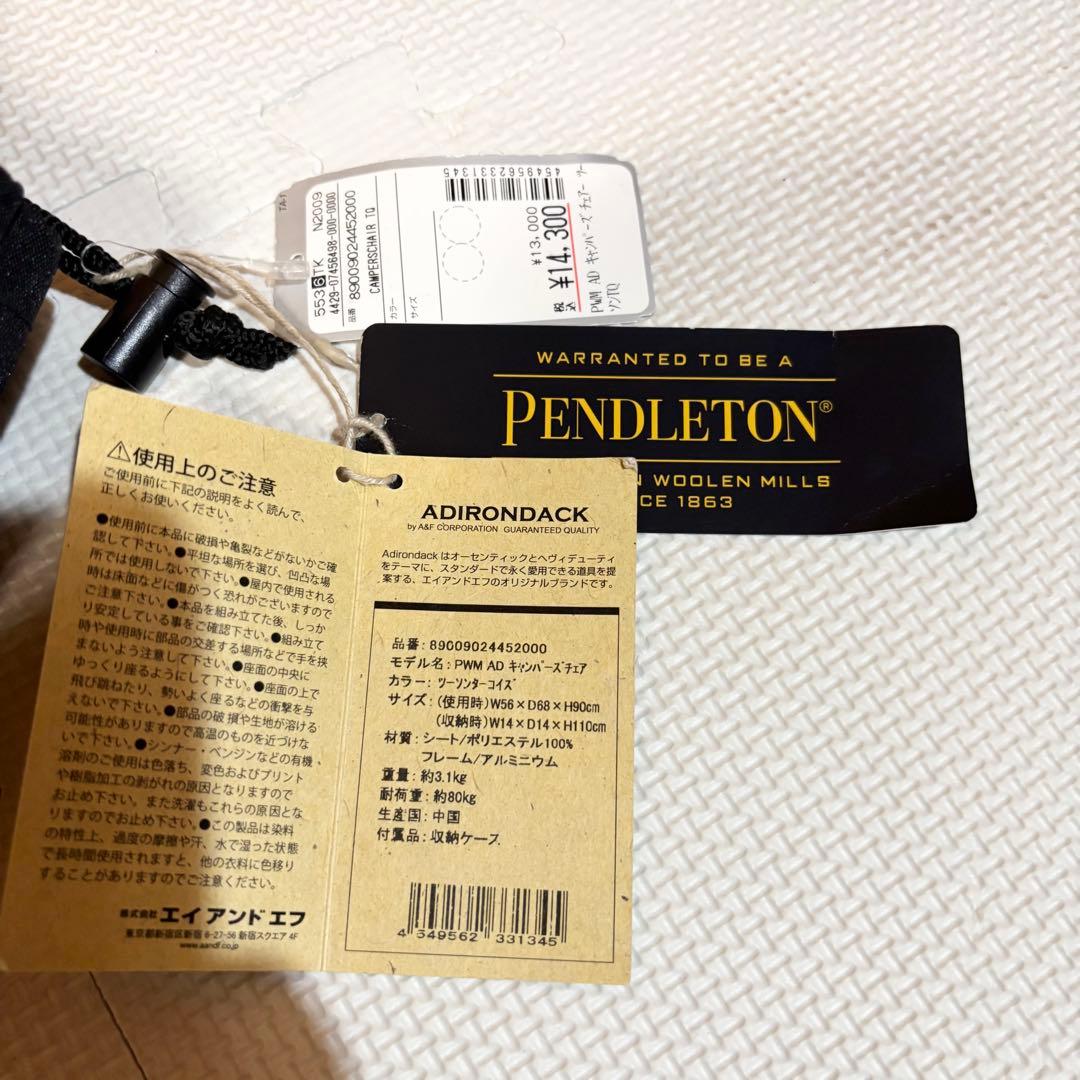 TA-1
553 6 TK N2009
4429-07456498-000-0000
品番 89009024452000
CAMPERSCHAIR TQ
カラー
サイズ
4549562331345
¥13,000
税込 ¥14,300
PWM AD キャンパーズチェアー ツー
ソンTQ
WARRANTED TO BE A
PENDLETON®
N WOOLEN MILLS
CE 1863
⚠使用上のご注意
ご使用前に下記の説明をよく読んで、
正しくお使いください。
●使用前に本品に破損や亀裂などがないかご確
認して下さい。●平坦な場所を選び、凹凸な場
所では使用しないで下さい。●屋内で使用される
時は床面などに傷がつく恐れがございますので
ご注意下さい。●本品を組み立てた後、しっか
り安定している事をご確認下さい。●組み立て
時や使用時に部品の交差する場所などで手を挟
まないよう注意して下さい。●座面の中央に
ゆっくり座るようにして下さい。●座面の上で
飛び跳ねたり、勢いよく座るなどの衝撃を与
えないで下さい。●部品の破損や生地が溶ける
可能性がありますので高温のものを近づけな
いで下さい。●シンナー・ベンジンなどの有機
溶剤のご使用は色落ち、変色およびプリント
や樹脂加工の剥がれの原因となりますので
お止め下さい。また洗濯もこれらの原因とな
りますのでお止め下さい。●この製品は染料
の特性上、過度の摩擦や汗、水で湿った状態
で長時間使用されますと、他の衣料に色移り
することがありますのでご注意ください。
株式会社 エイ アンド エフ
東京都新宿区新宿 6-27-56 新宿スクエア 4F
www.aandf.co.jp
ADIRONDACK
by A&F CORPORATION GUARANTEED QUALITY
Adirondack はオーセンティックとヘヴィデューティ
をテーマに、スタンダードで永く愛用できる道具を提
案する、エイアンドエフのオリジナルブランドです。
品番：89009024452000
モデル名：PWM AD キャンパーズチェア
カラー：ツーソンターコイズ
サイズ：(使用時)W56×D68×H90cm
(収納時)W14×D14×H110cm
材質：シート/ポリエステル100%
フレーム/アルミニウム
重量：約3.1kg
耐荷重：約80kg
生産国：中国
付属品：収納ケース
4 549562 331345